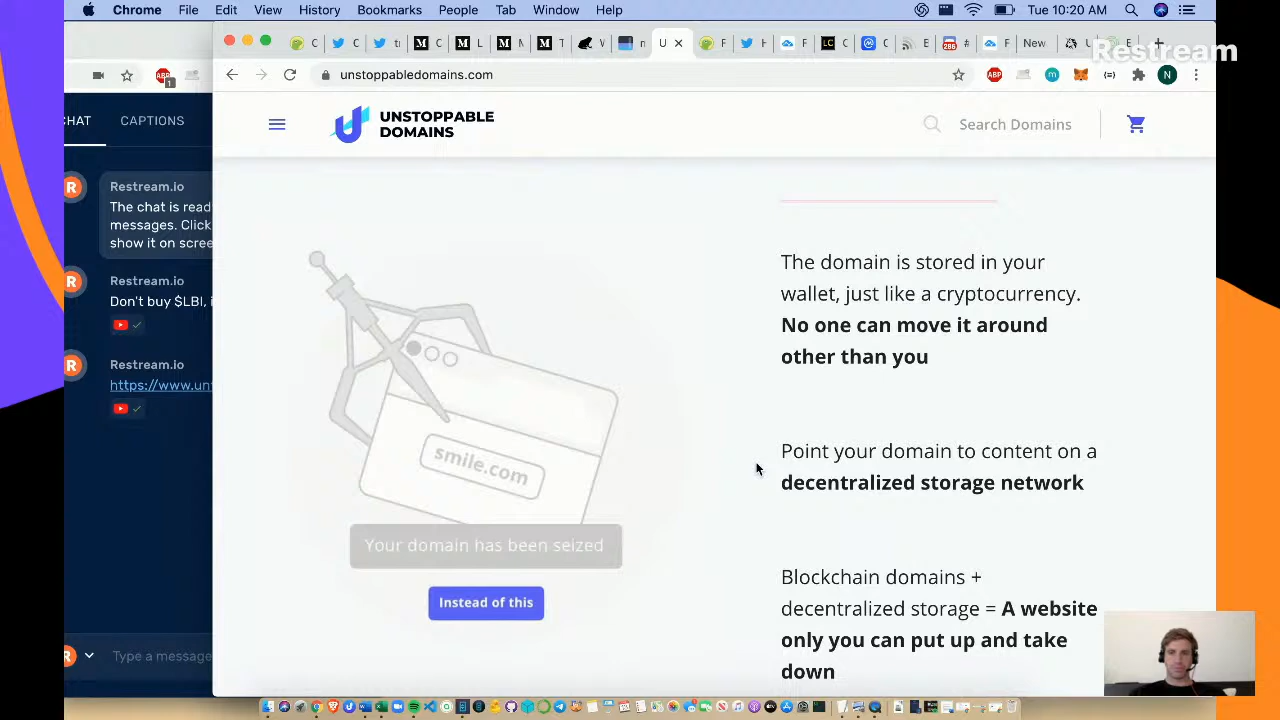 Chrome File Edit View History Bookmarks People Tab Window Help
Tue 10:20 AM
Restream
unstoppabledomains.com
ABP
ABP
N
CHAT CAPTIONS
UNSTOPPABLE
DOMAINS
Search Domains
Restream.io
The chat is read
messages. Click
show it on scree
Restream.io
Don't buy $LBI, i
Restream.io
https://www.un
Type a message
smile.com
Your domain has been seized
Instead of this
The domain is stored in your
wallet, just like a cryptocurrency.
No one can move it around
other than you
Point your domain to content on a
decentralized storage network
Blockchain domains +
decentralized storage = A website
only you can put up and take
down